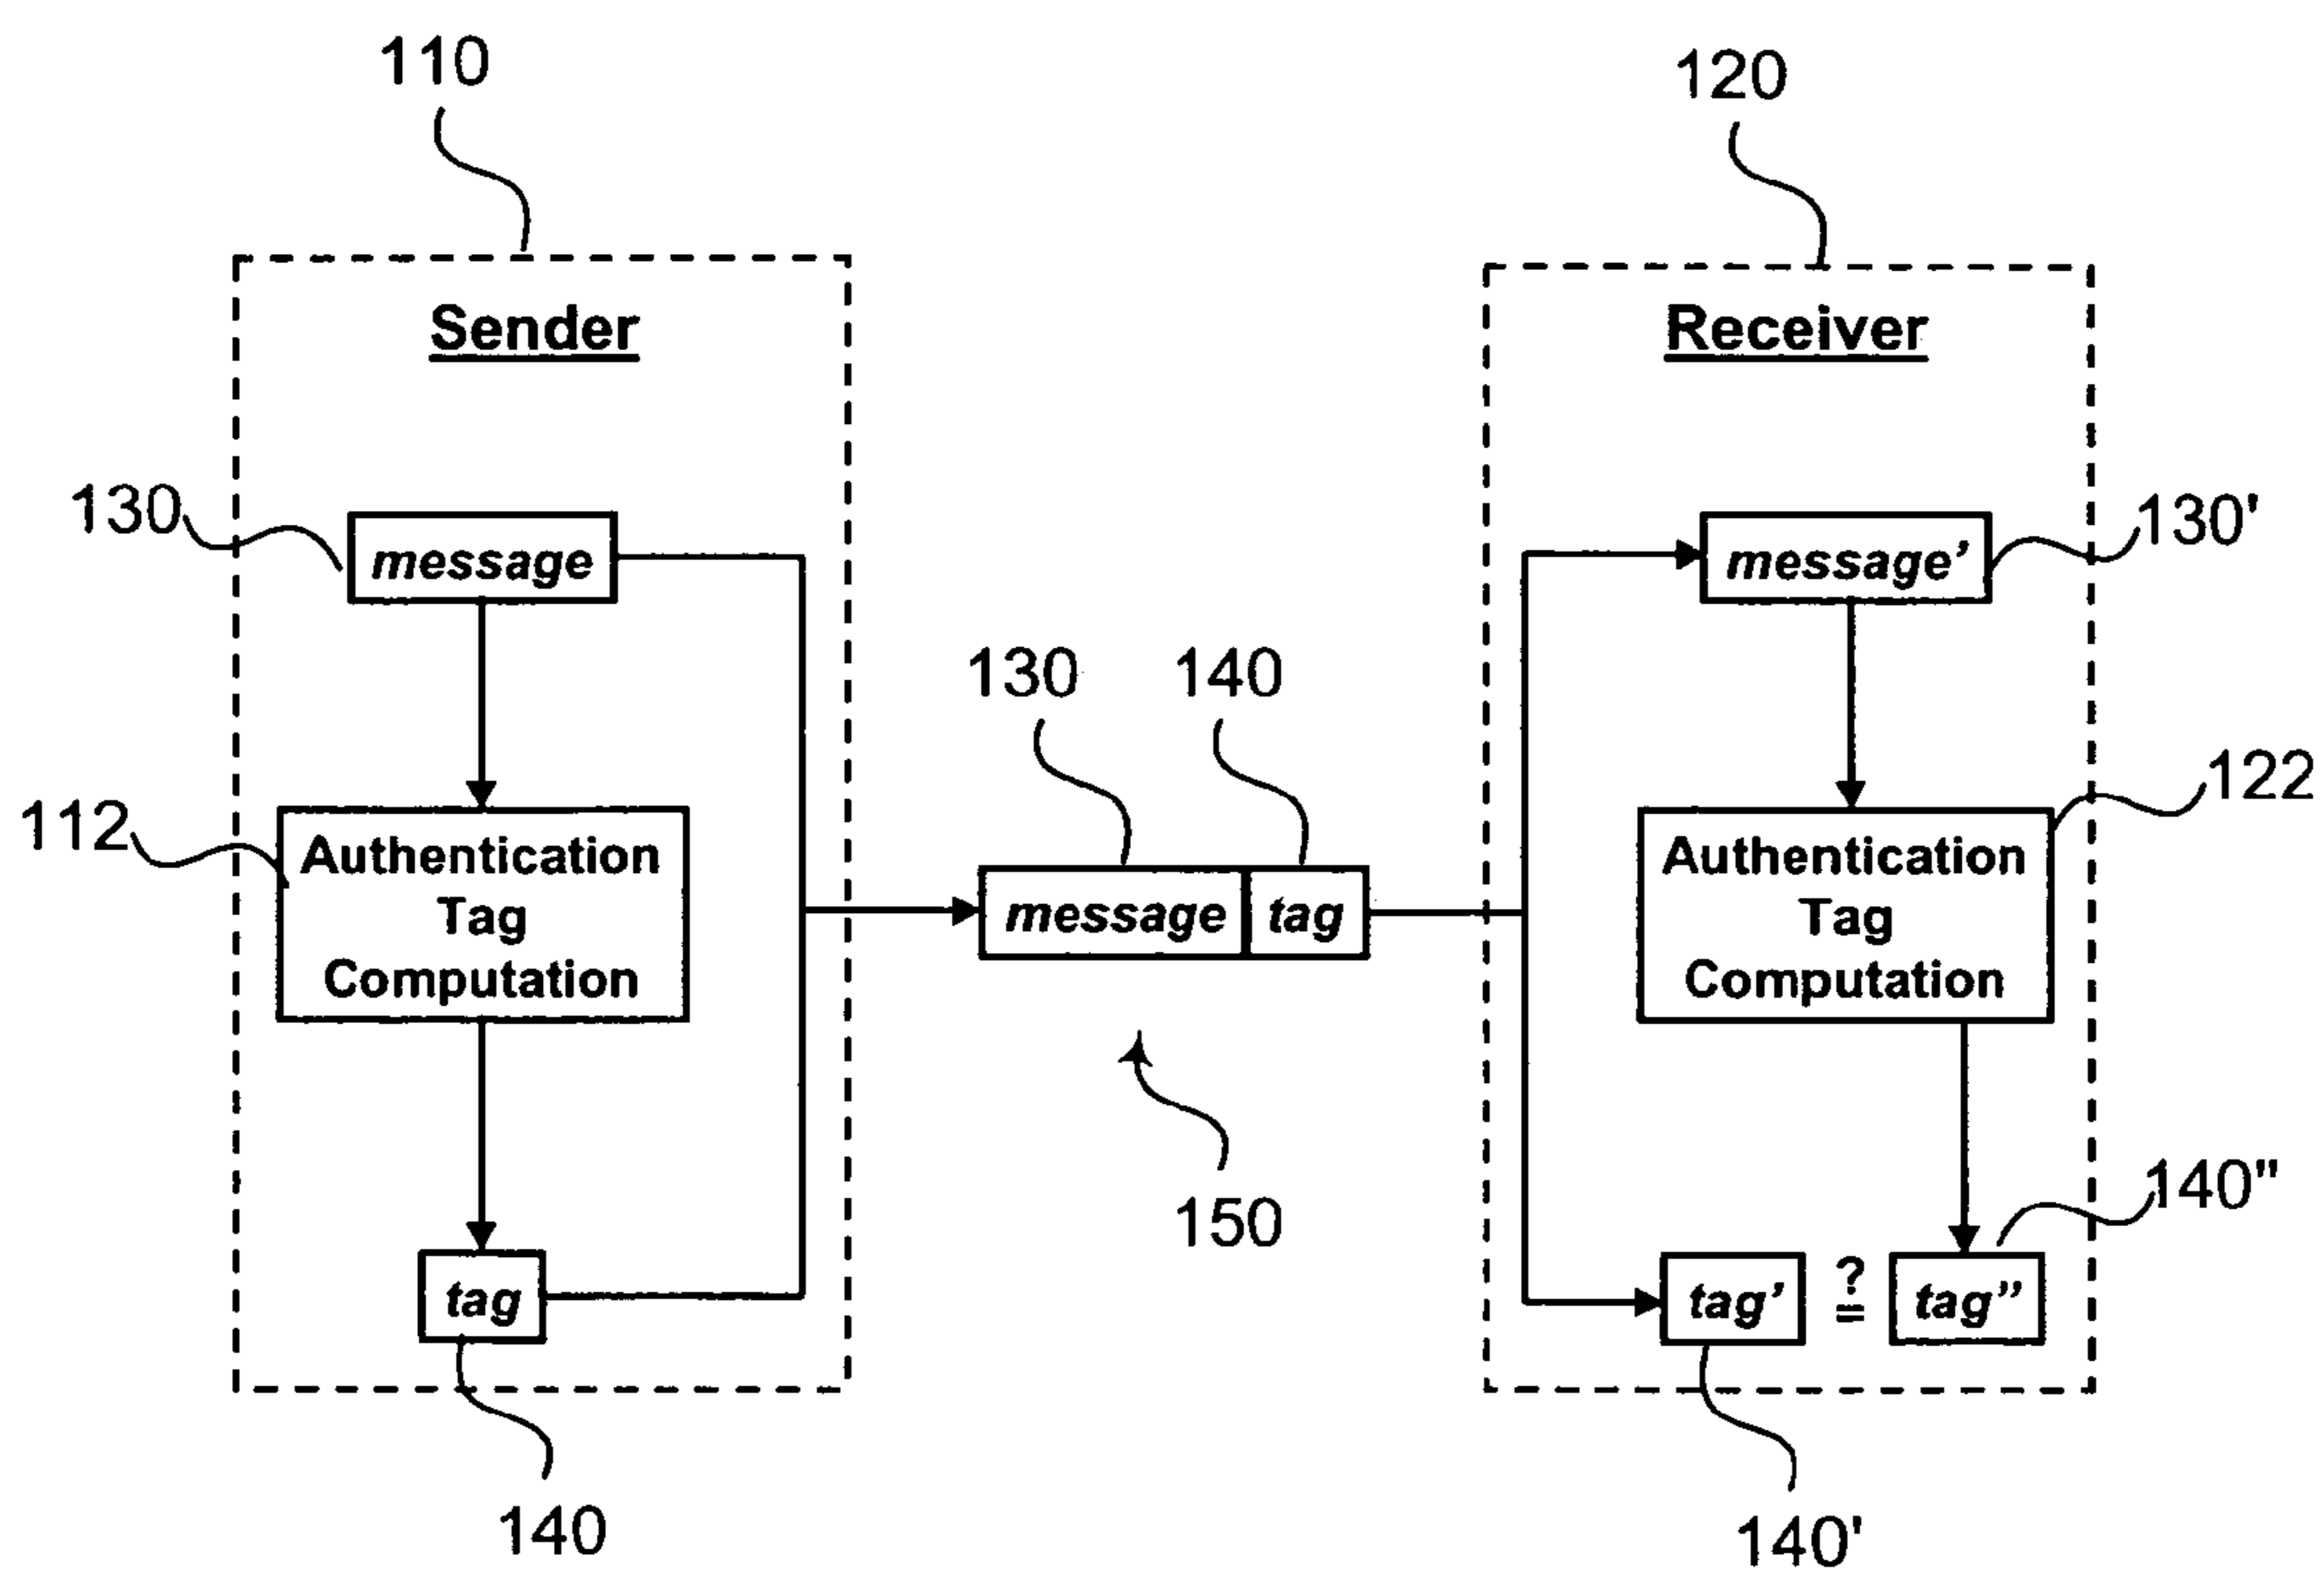 110
120
Sender
Receiver
130
message
message’
130'
130
140
112
Authentication
Tag
Computation
message
tag
Authentication
Tag
Computation
122
150
140"
tag
tag’
?
=
tag”
140
140'